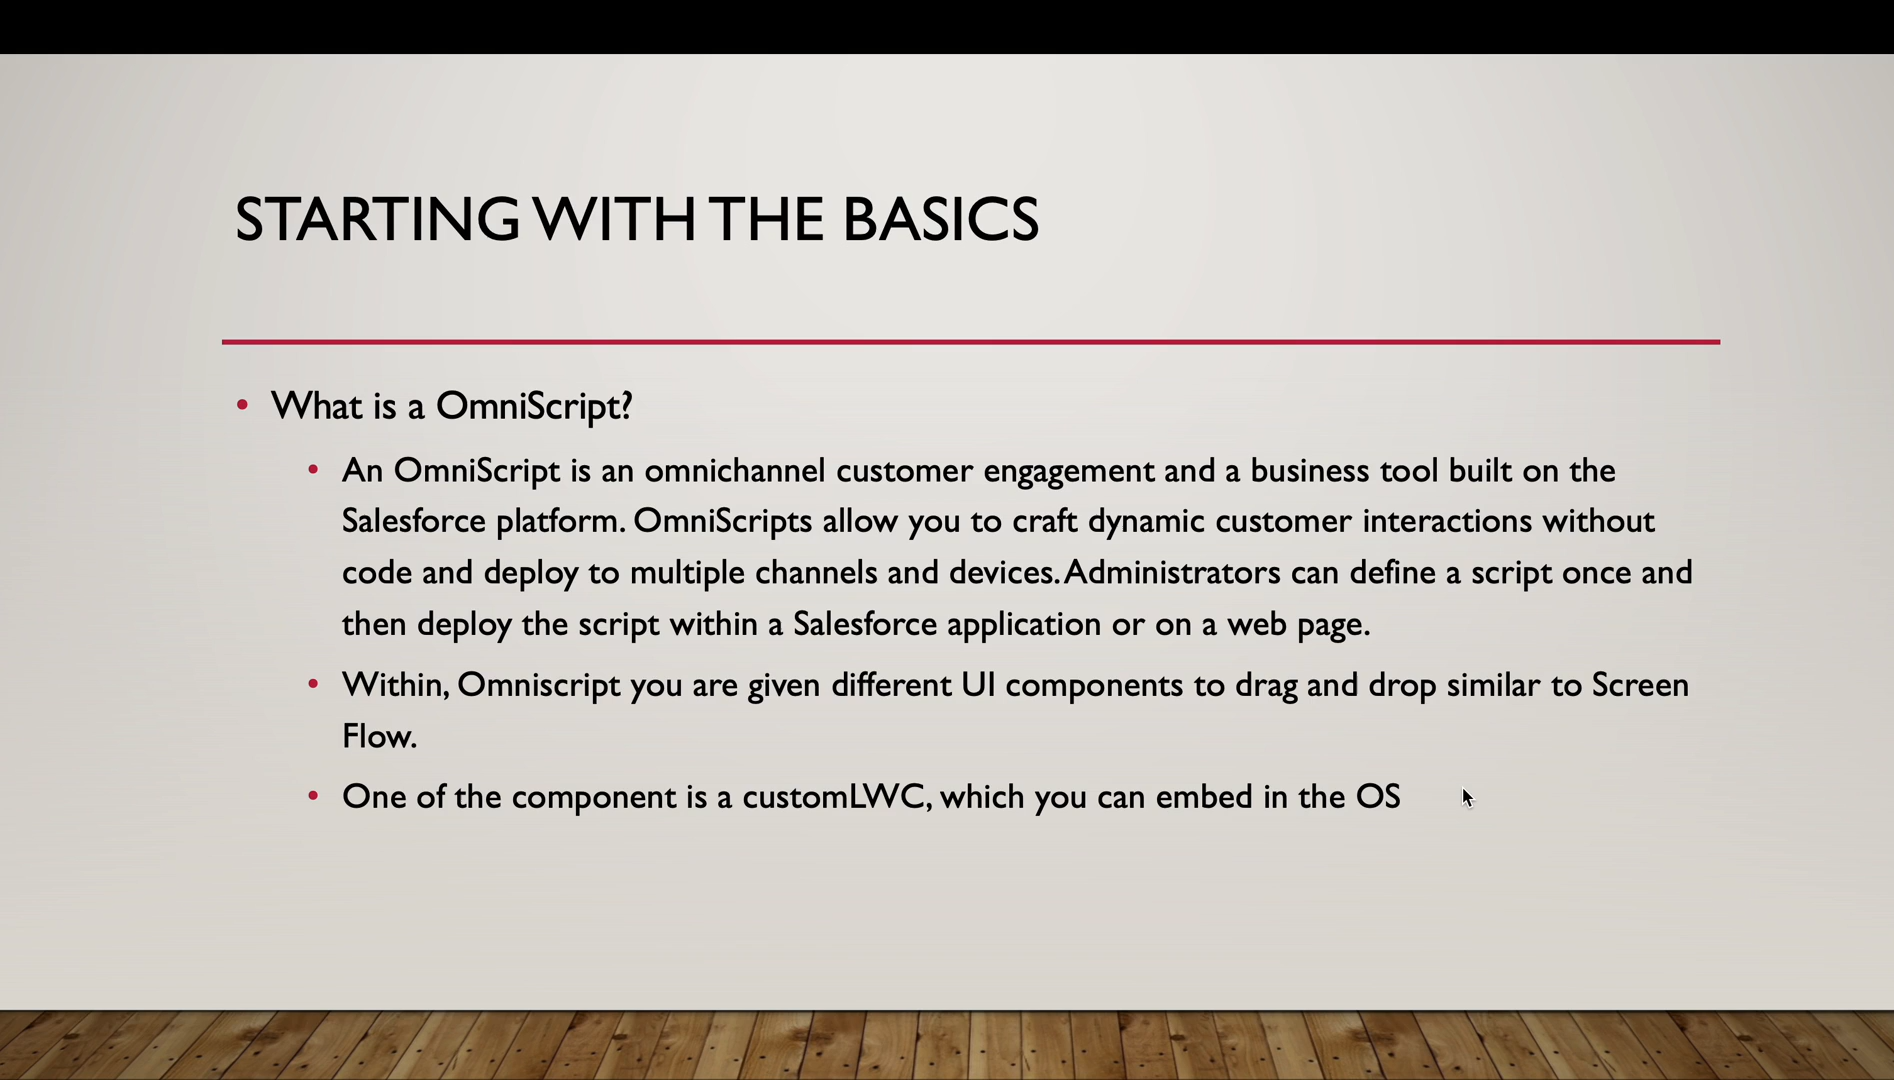 STARTING WITH THE BASICS
• What is a OmniScript?
• An OmniScript is an omnichannel customer engagement and a business tool built on the
Salesforce platform. OmniScripts allow you to craft dynamic customer interactions without
code and deploy to multiple channels and devices. Administrators can define a script once and
then deploy the script within a Salesforce application or on a web page.
• Within, Omniscript you are given different UI components to drag and drop similar to Screen
Flow.
• One of the component is a customLWC, which you can embed in the OS